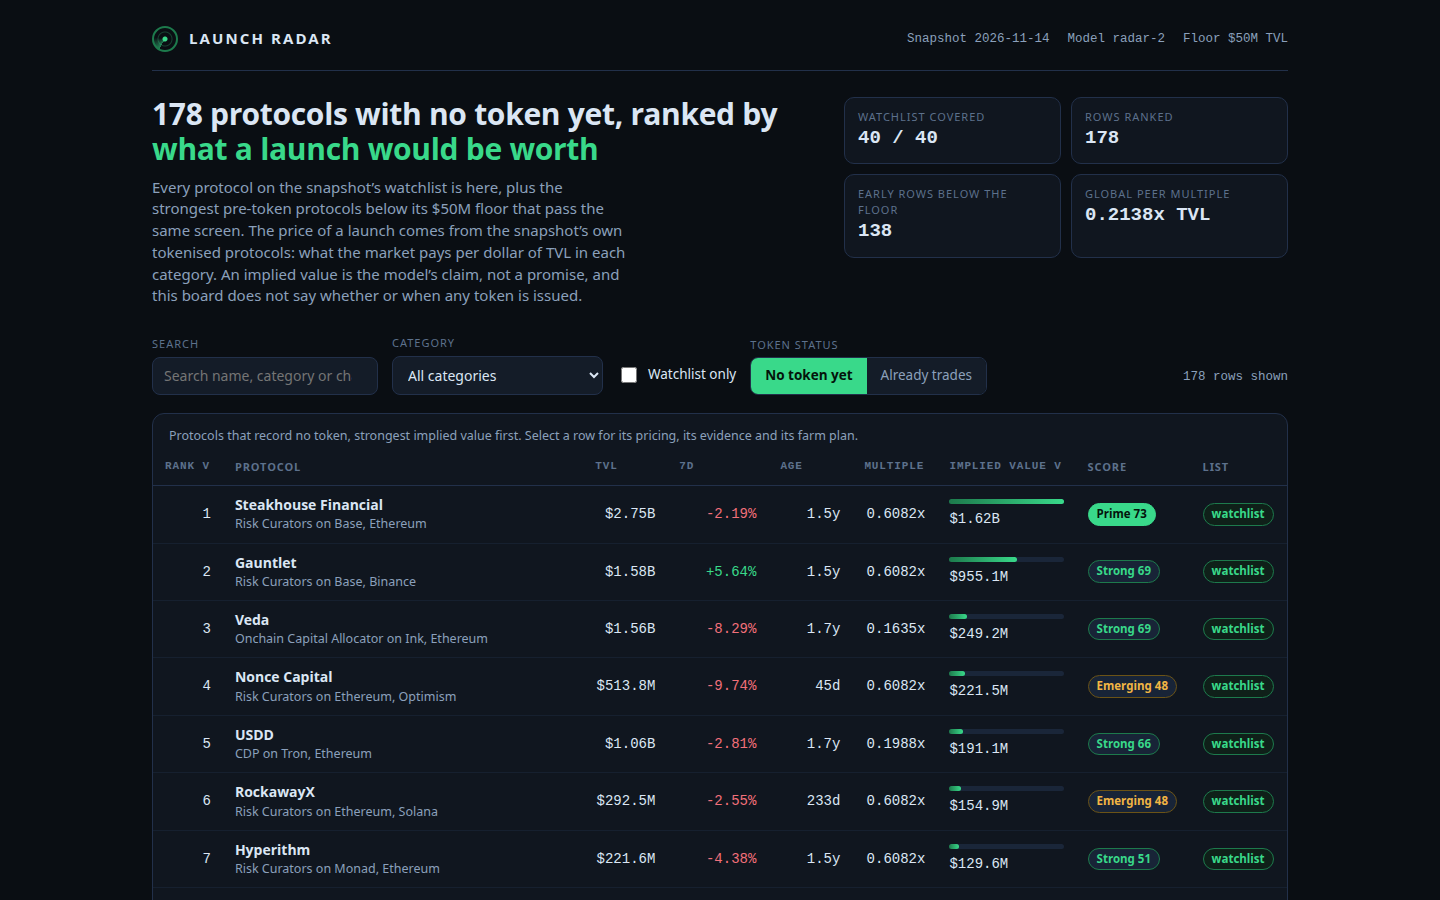 LAUNCH RADAR
Snapshot 2026-11-14 Model radar-2 Floor $50M TVL
178 protocols with no token yet, ranked by
what a launch would be worth
Every protocol on the snapshot's watchlist is here, plus the
strongest pre-token protocols below its $50M floor that pass the
same screen. The price of a launch comes from the snapshot's own
tokenised protocols: what the market pays per dollar of TVL in each
category. An implied value is the model's claim, not a promise, and
this board does not say whether or when any token is issued.
WATCHLIST COVERED
40 / 40
ROWS RANKED
178
EARLY ROWS BELOW THE
FLOOR
138
GLOBAL PEER MULTIPLE
0.2138x TVL
SEARCH
Search name, category or ch
CATEGORY
All categories
Watchlist only
TOKEN STATUS
No token yet
Already trades
178 rows shown
Protocols that record no token, strongest implied value first. Select a row for its pricing, its evidence and its farm plan.
RANK V PROTOCOL TVL 7D AGE MULTIPLE IMPLIED VALUE V SCORE LIST
1 Steakhouse Financial $2.75B -2.19% 1.5y 0.6082x $1.62B Prime 73 watchlist
Risk Curators on Base, Ethereum
2 Gauntlet $1.58B +5.64% 1.5y 0.6082x $955.1M Strong 69 watchlist
Risk Curators on Base, Binance
3 Veda $1.56B -8.29% 1.7y 0.1635x $249.2M Strong 69 watchlist
Onchain Capital Allocator on Ink, Ethereum
4 Nonce Capital $513.8M -9.74% 45d 0.6082x $221.5M Emerging 48 watchlist
Risk Curators on Ethereum, Optimism
5 USDD $1.06B -2.81% 1.7y 0.1988x $191.1M Strong 66 watchlist
CDP on Tron, Ethereum
6 RockawayX $292.5M -2.55% 233d 0.6082x $154.9M Emerging 48 watchlist
Risk Curators on Ethereum, Solana
7 Hyperithm $221.6M -4.38% 1.5y 0.6082x $129.6M Strong 51 watchlist
Risk Curators on Monad, Ethereum